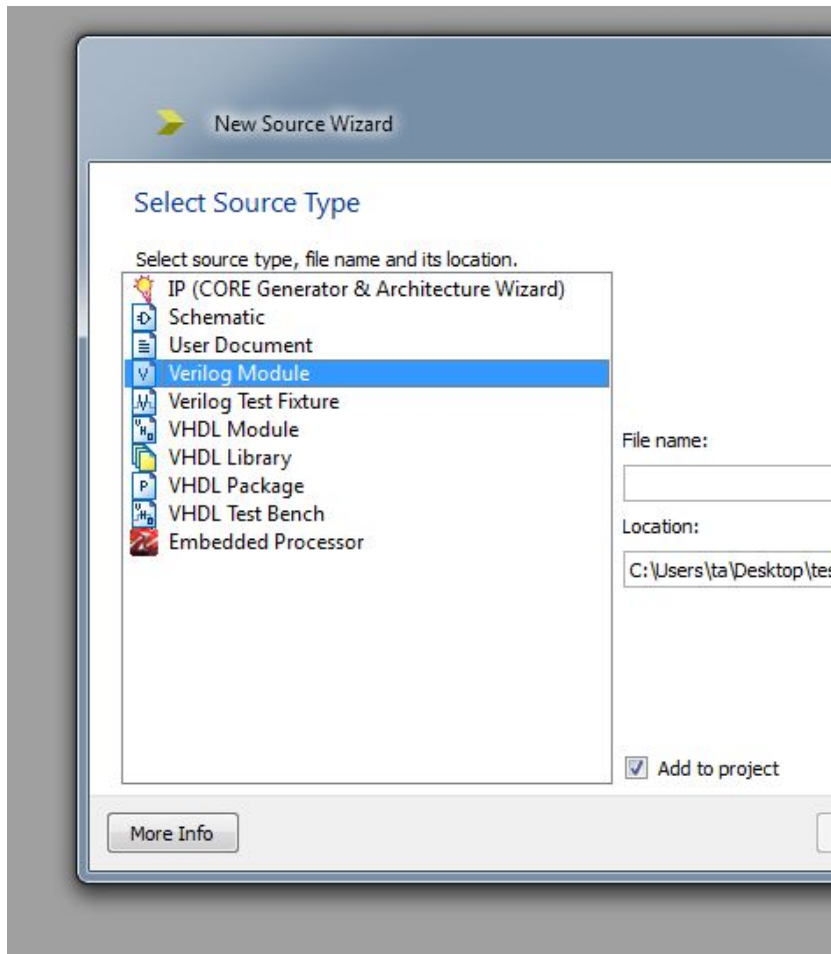 New Source Wizard
Select Source Type
Select source type, file name and its location.
IP (CORE Generator & Architecture Wizard)
Schematic
User Document
Verilog Module
Verilog Test Fixture
VHDL Module
VHDL Library
VHDL Package
VHDL Test Bench
Embedded Processor
File name:
Location:
C:\Users\ta\Desktop\tes
Add to project
More Info